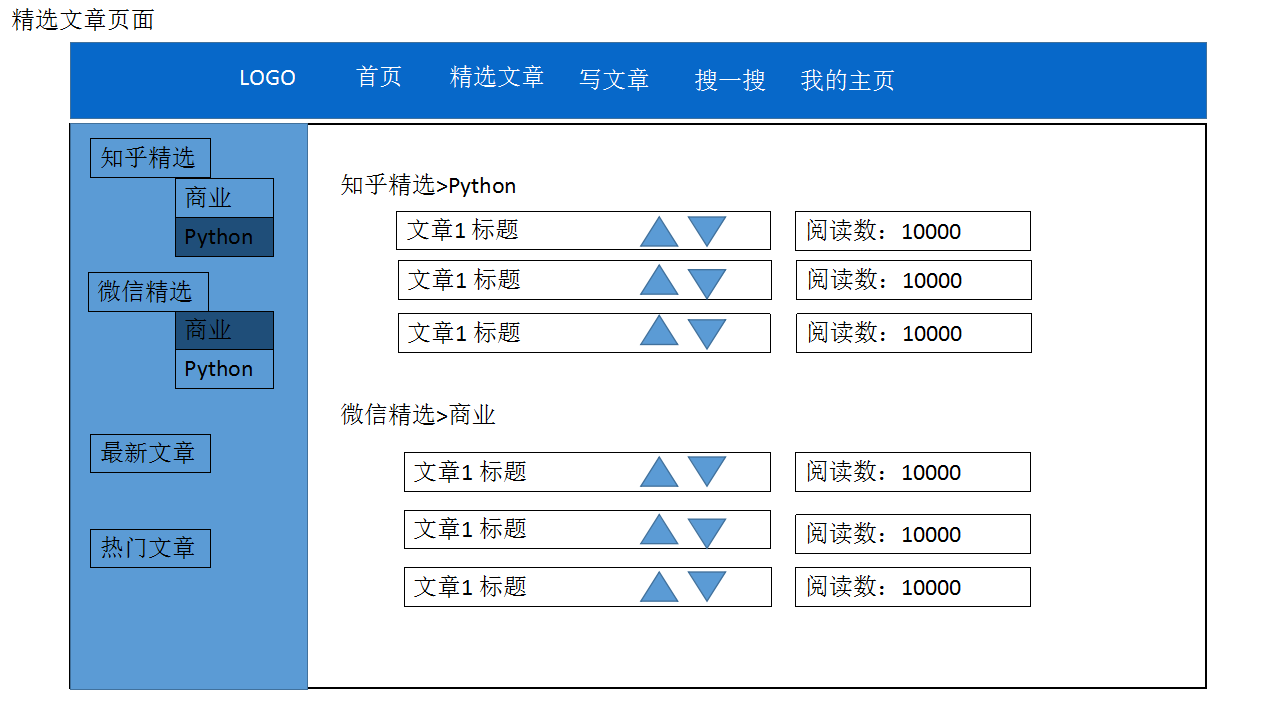 精选文章页面
LOGO 首页 精选文章 写文章 搜一搜 我的主页
知乎精选
商业
Python
微信精选
商业
Python
最新文章
热门文章
知乎精选>Python
文章1 标题 阅读数：10000
文章1 标题 阅读数：10000
文章1 标题 阅读数：10000
微信精选>商业
文章1 标题 阅读数：10000
文章1 标题 阅读数：10000
文章1 标题 阅读数：10000